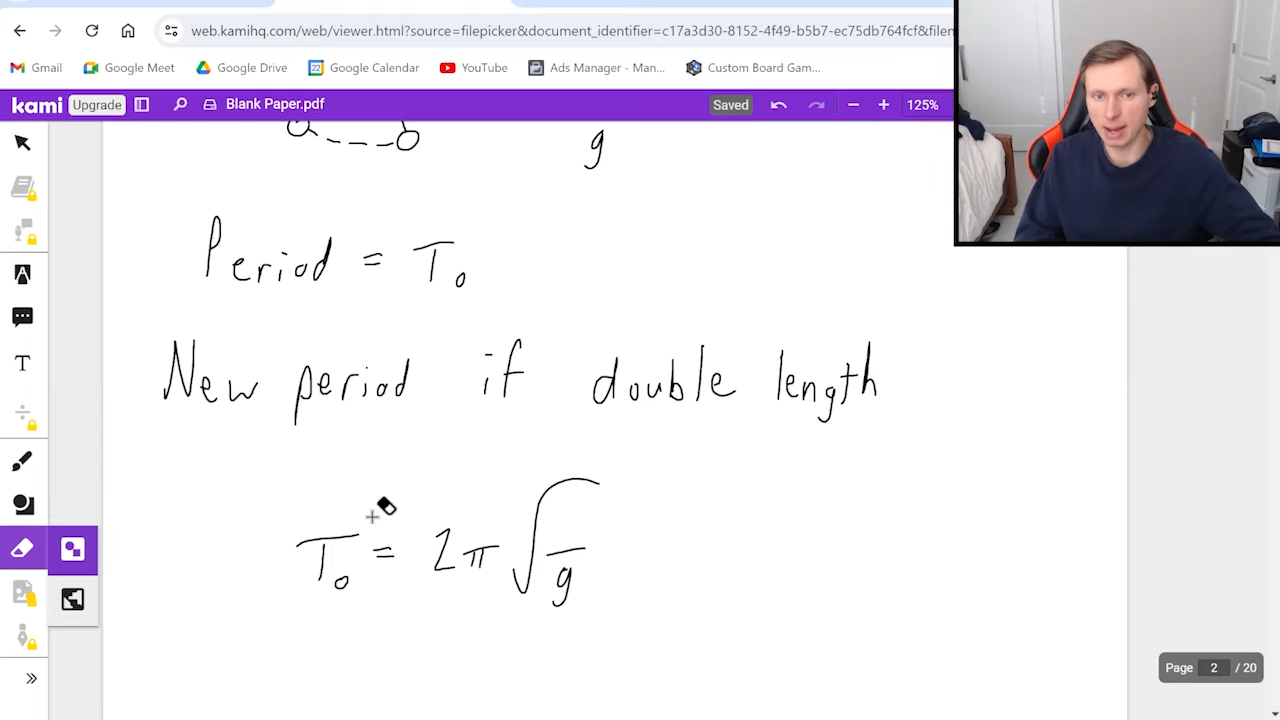 web.kamihq.com/web/viewer.html?source=filepicker&document_identifier=c17a3d30-8152-4f49-b5b7-ec75db764fcf&filen
Gmail Google Meet Google Drive 22 Google Calendar YouTube Ads Manager - Man... Custom Board Gam...
kami Upgrade Blank Paper.pdf Saved 125%
g
Period = T₀
New period if double length
T₀ = 2π√ g
Page 2 / 20